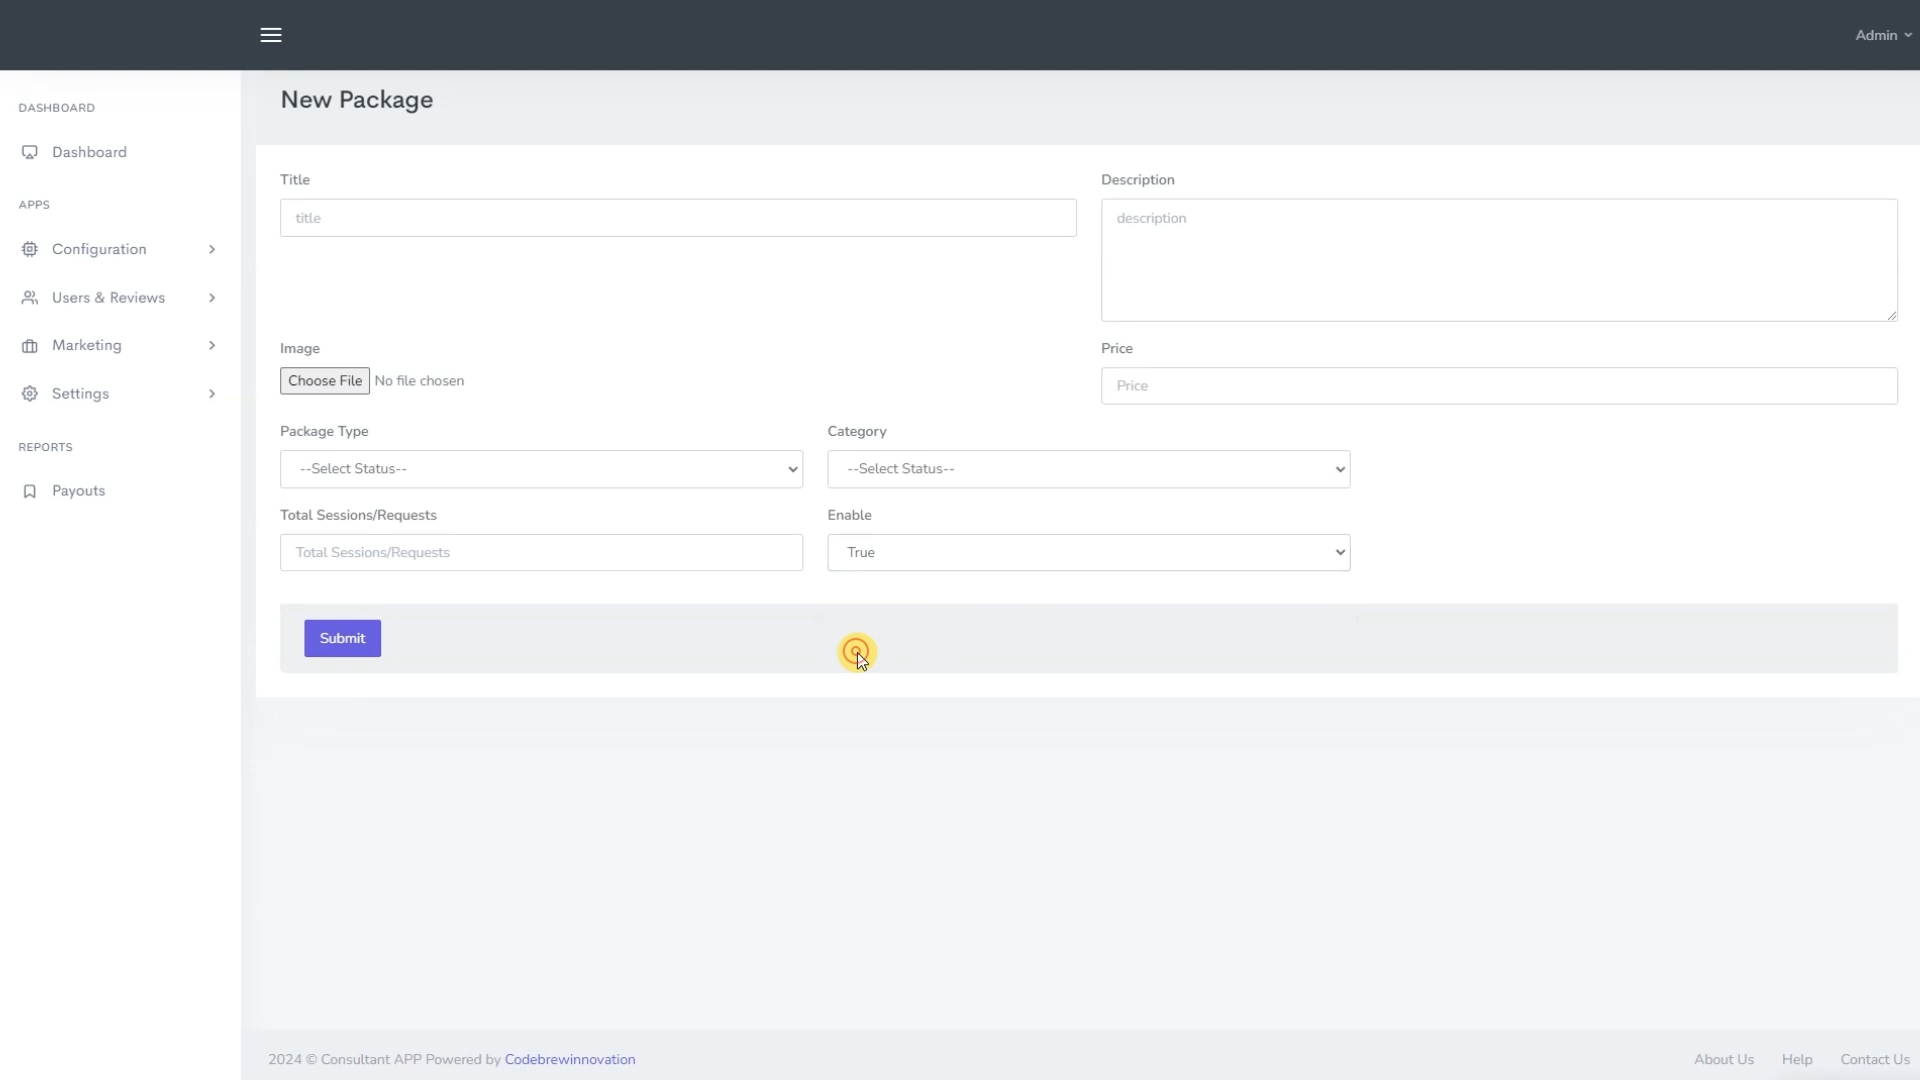 Admin
DASHBOARD
Dashboard
APPS
Configuration
Users & Reviews
Marketing
Settings
REPORTS
Payouts
New Package
Title
title
Description
description
Image
Choose File No file chosen
Price
Price
Package Type
--Select Status--
Category
--Select Status--
Total Sessions/Requests
Total Sessions/Requests
Enable
True
Submit
2024 © Consultant APP Powered by Codebrewinnovation
About Us Help Contact Us